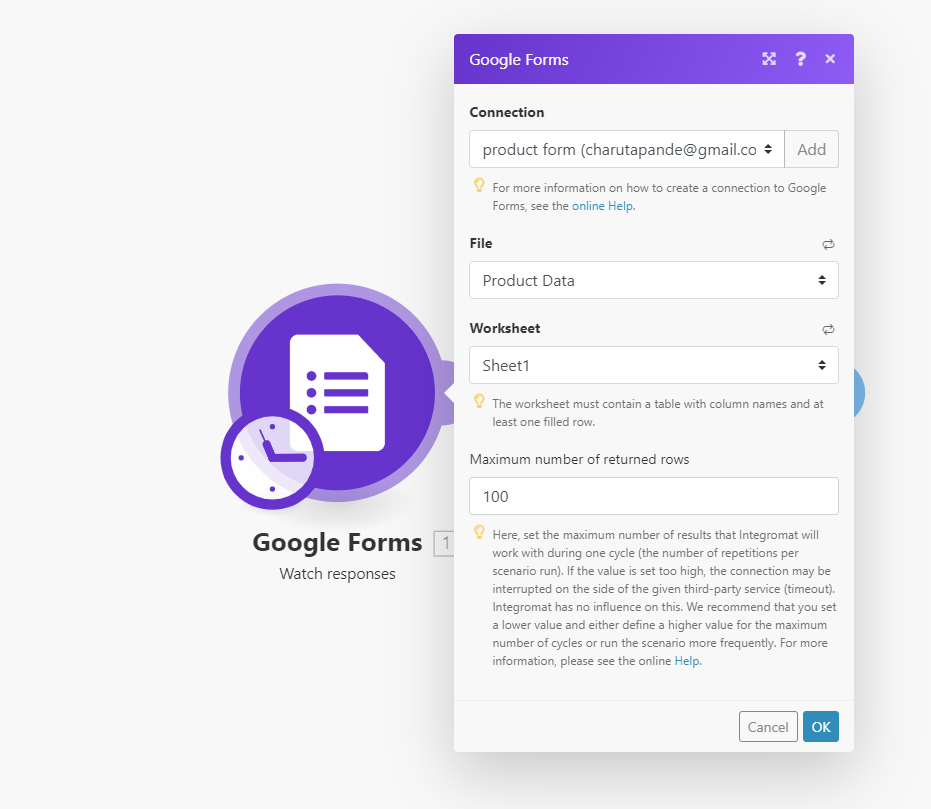 Google Forms
?
Connection
product form (charutapande@gmail.co
Add
For more information on how to create a connection to Google
Forms, see the online Help.
File
Product Data
Worksheet
Sheet1
The worksheet must contain a table with column names and at
least one filled row.
Maximum number of returned rows
100
Here, set the maximum number of results that Integromat will
work with during one cycle (the number of repetitions per
scenario run). If the value is set too high, the connection may be
interrupted on the side of the given third-party service (timeout).
Integromat has no influence on this. We recommend that you set
a lower value and either define a higher value for the maximum
number of cycles or run the scenario more frequently. For more
information, please see the online Help.
Cancel
OK
Google Forms
1
Watch responses